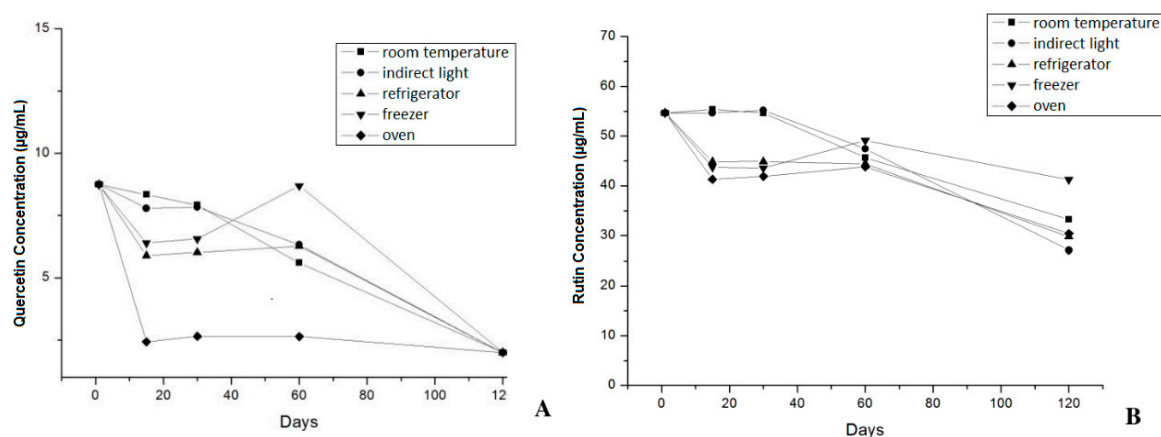 15
10
5
Quercetin Concentration (µg/mL)
room temperature
indirect light
refrigerator
freezer
oven
0
20
40
60
80
100
12
Days
A
70
60
50
40
30
20
10
0
Rutin Concentration (µg/mL)
room temperature
indirect light
refrigerator
freezer
oven
0
20
40
60
80
100
120
Days
B